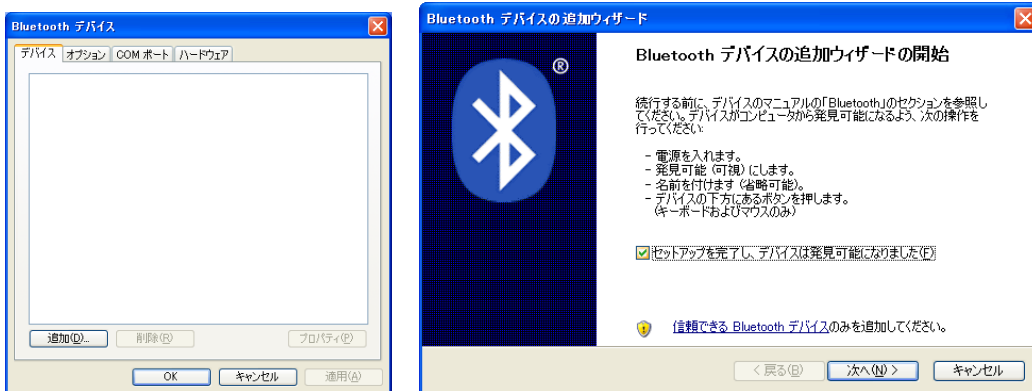 Bluetooth デバイス
デバイス オプション COM ポート ハードウェア
追加(D)... 削除(R) プロパティ(P)
OK キャンセル 適用(A)
Bluetooth デバイスの追加ウィザード
®
Bluetooth デバイスの追加ウィザードの開始
続行する前に、デバイスのマニュアルの「Bluetooth」のセクションを参照し
てください。デバイスがコンピュータから発見可能になるよう、次の操作を
行ってください:
- 電源を入れます。
- 発見可能 (可視) にします。
- 名前を付けます (省略可能)。
- デバイスの下方にあるボタンを押します。
(キーボードおよびマウスのみ)
セットアップを完了し、デバイスは発見可能になりました(E)
信頼できる Bluetooth デバイスのみを追加してください。
< 戻る(B) 次へ(N) > キャンセル